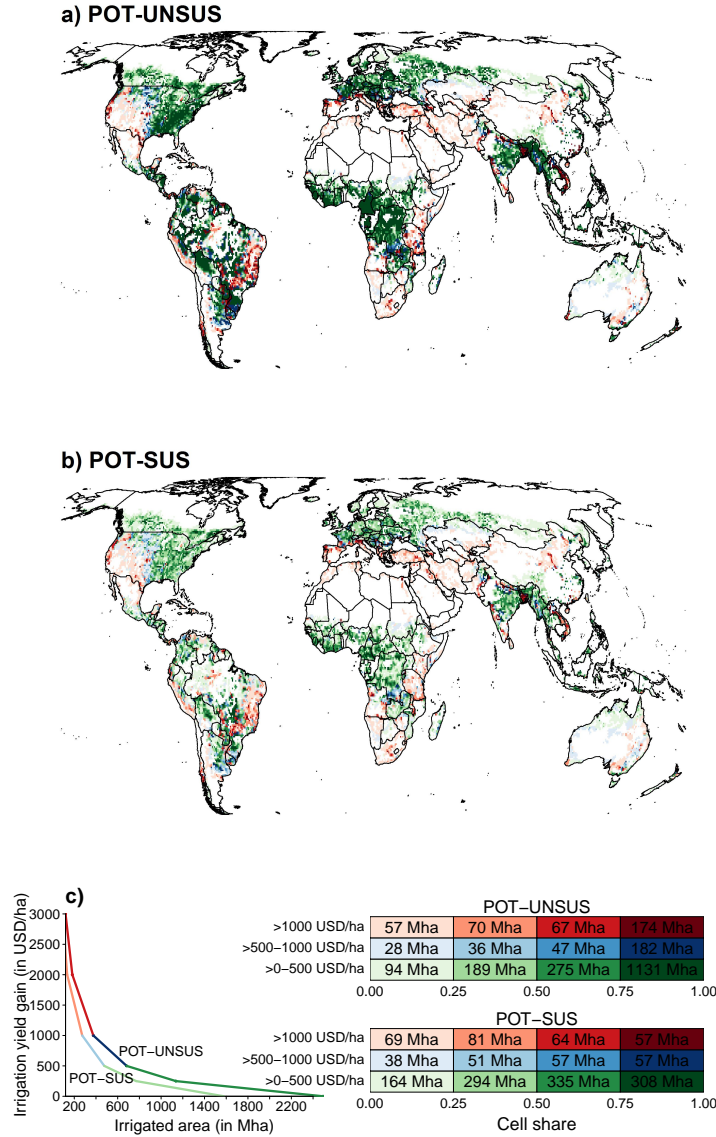 a) POT-UNSUS
b) POT-SUS
c)
Irrigation yield gain (in USD/ha)
3000
2500
2000
1500
1000
500
0
POT−UNSUS
POT−SUS
200 600 1000 1400 1800 2200
Irrigated area (in Mha)
POT−UNSUS
>1000 USD/ha 57 Mha 70 Mha 67 Mha 174 Mha
>500−1000 USD/ha 28 Mha 36 Mha 47 Mha 182 Mha
>0−500 USD/ha 94 Mha 189 Mha 275 Mha 1131 Mha
0.00 0.25 0.50 0.75 1.00
POT−SUS
>1000 USD/ha 69 Mha 81 Mha 64 Mha 57 Mha
>500−1000 USD/ha 38 Mha 51 Mha 57 Mha 57 Mha
>0−500 USD/ha 164 Mha 294 Mha 335 Mha 308 Mha
0.00 0.25 0.50 0.75 1.00
Cell share